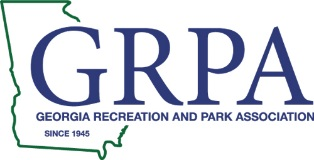 GRPA
GEORGIA RECREATION AND PARK ASSOCIATION
SINCE 1945